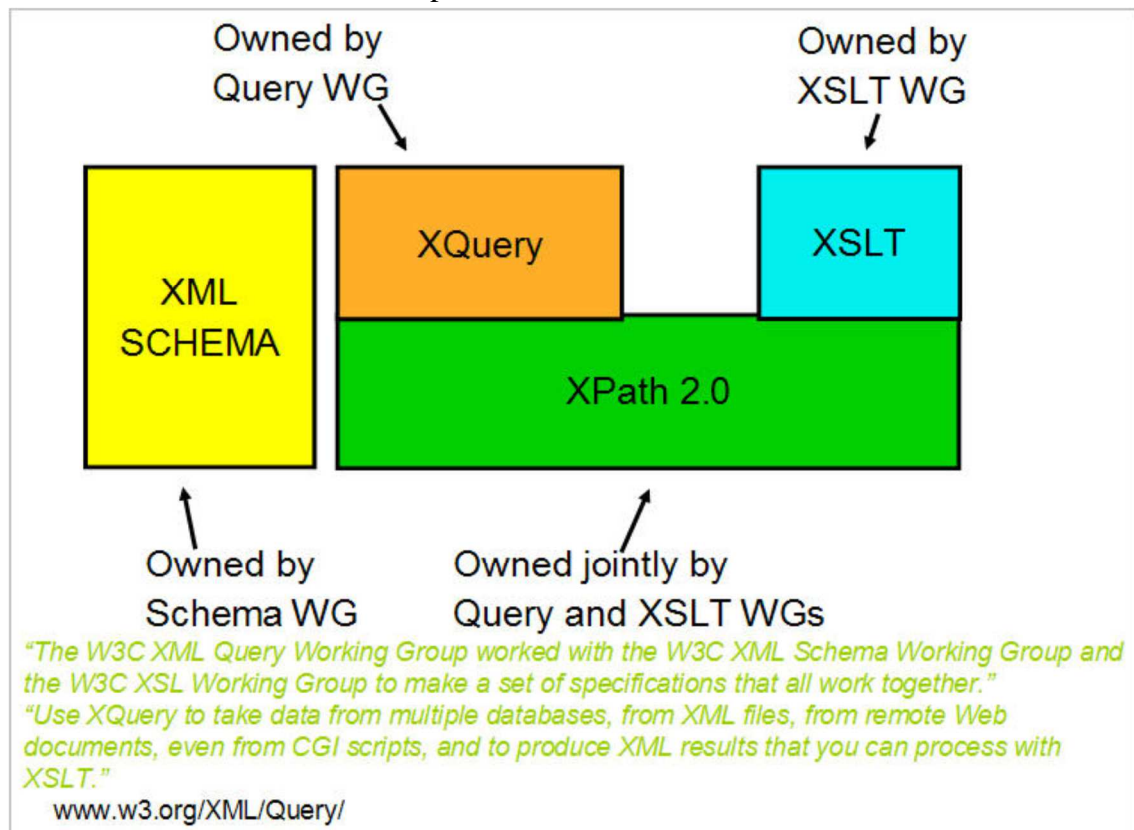 Owned by
Query WG
Owned by
XSLT WG
XML
SCHEMA
XQuery
XSLT
XPath 2.0
Owned by
Schema WG
Owned jointly by
Query and XSLT WGs
“The W3C XML Query Working Group worked with the W3C XML Schema Working Group and
the W3C XSL Working Group to make a set of specifications that all work together.”
“Use XQuery to take data from multiple databases, from XML files, from remote Web
documents, even from CGI scripts, and to produce XML results that you can process with
XSLT.”
www.w3.org/XML/Query/